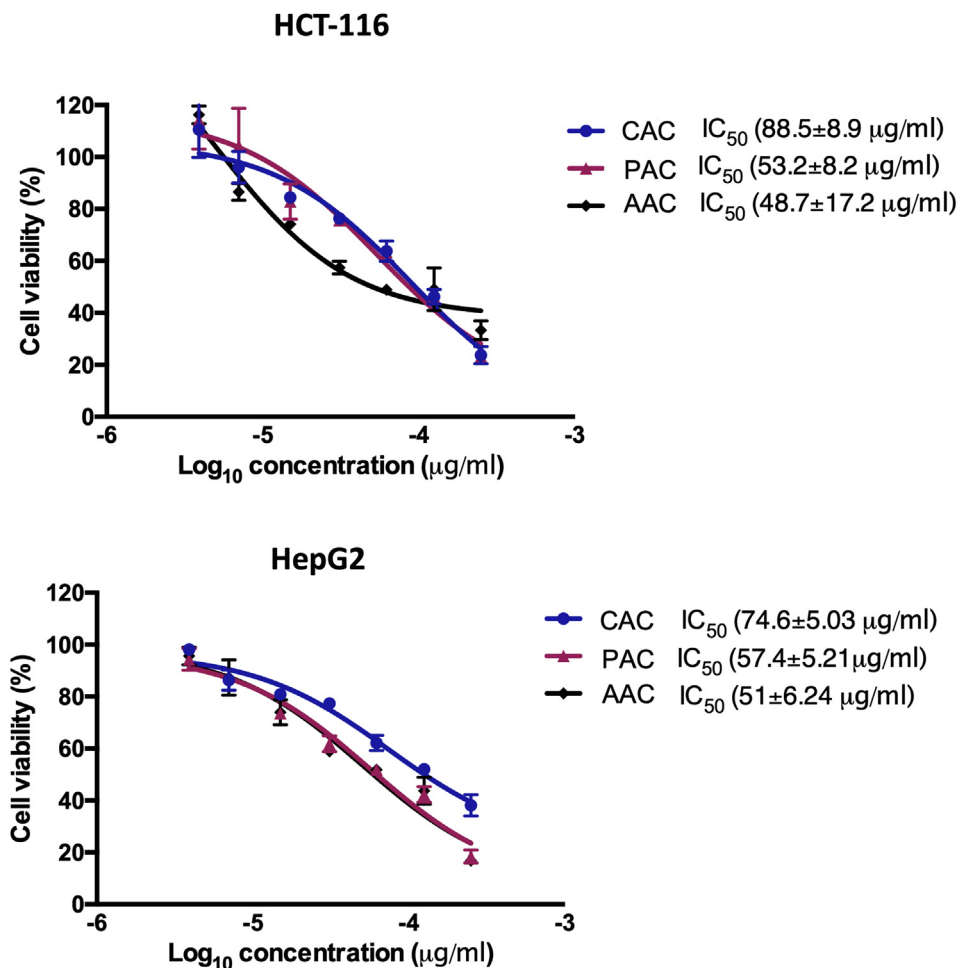 HCT-116
120
100
80
60
40
20
0
Cell viability (%)
-6
-5
-4
-3
Log10 concentration (μg/ml)
CAC IC50 (88.5±8.9 μg/ml)
PAC IC50 (53.2±8.2 μg/ml)
AAC IC50 (48.7±17.2 μg/ml)
HepG2
120
100
80
60
40
20
0
Cell viability (%)
-6
-5
-4
-3
Log10 concentration (μg/ml)
CAC IC50 (74.6±5.03 μg/ml)
PAC IC50 (57.4±5.21μg/ml)
AAC IC50 (51±6.24 μg/ml)